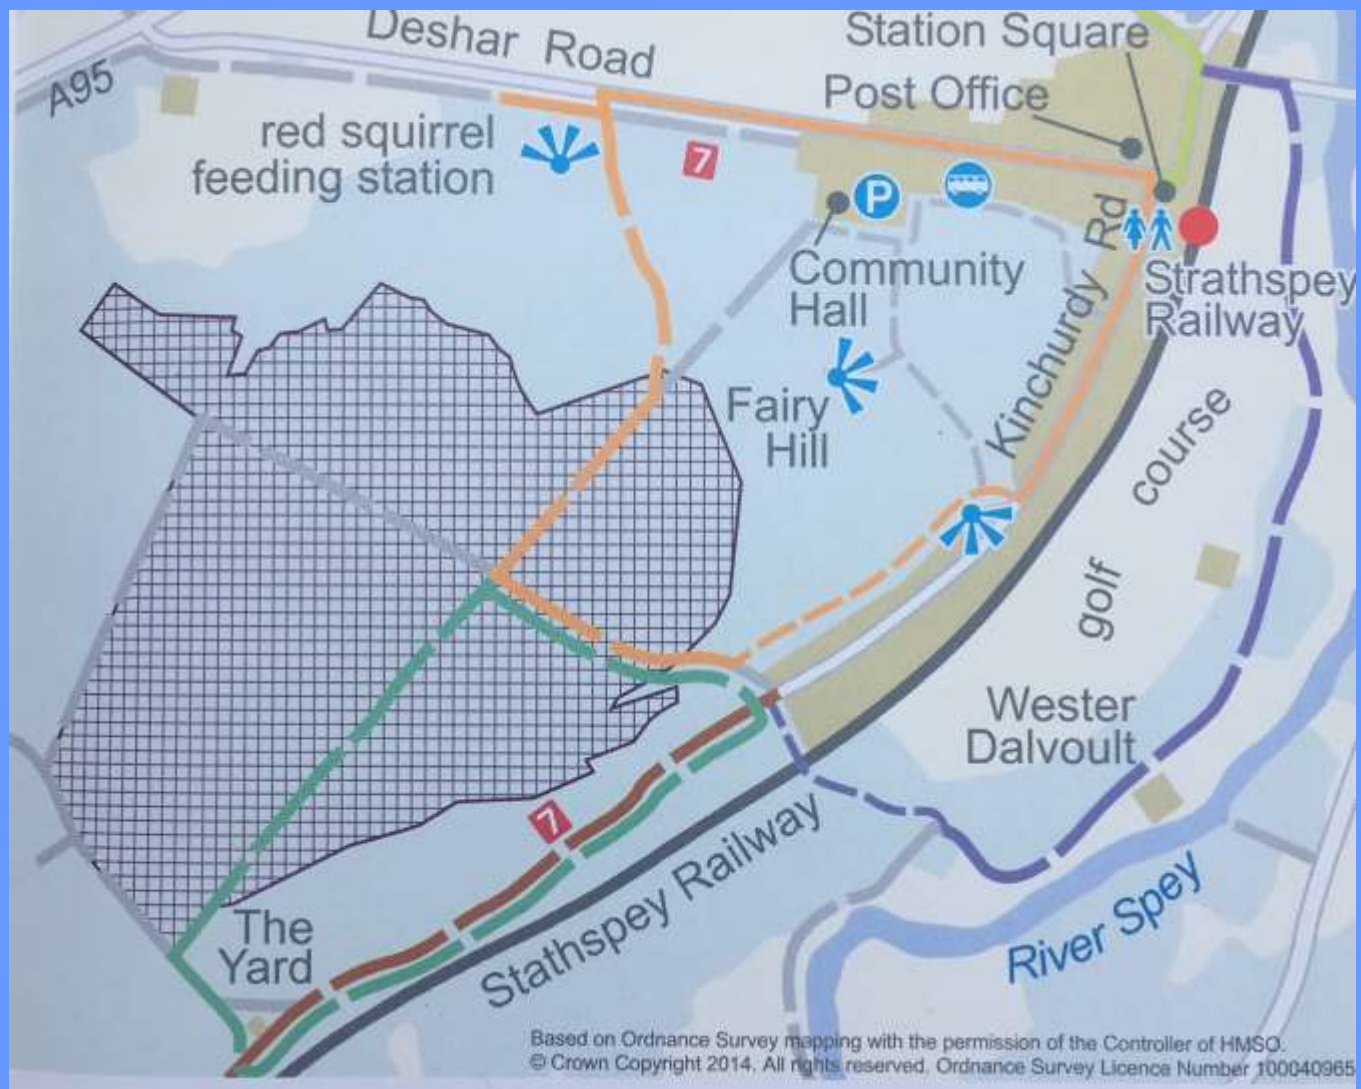 Deshar Road
Station Square
A95
Post Office
red squirrel
feeding station
7
P
Kinchurdy Rd
Community
Hall
Strathspey
Railway
Fairy
Hill
golf course
Wester
Dalvoult
7
Stathspey Railway
The
Yard
River Spey
Based on Ordnance Survey mapping with the permission of the Controller of HMSO.
© Crown Copyright 2014. All rights reserved. Ordnance Survey Licence Number 100040965